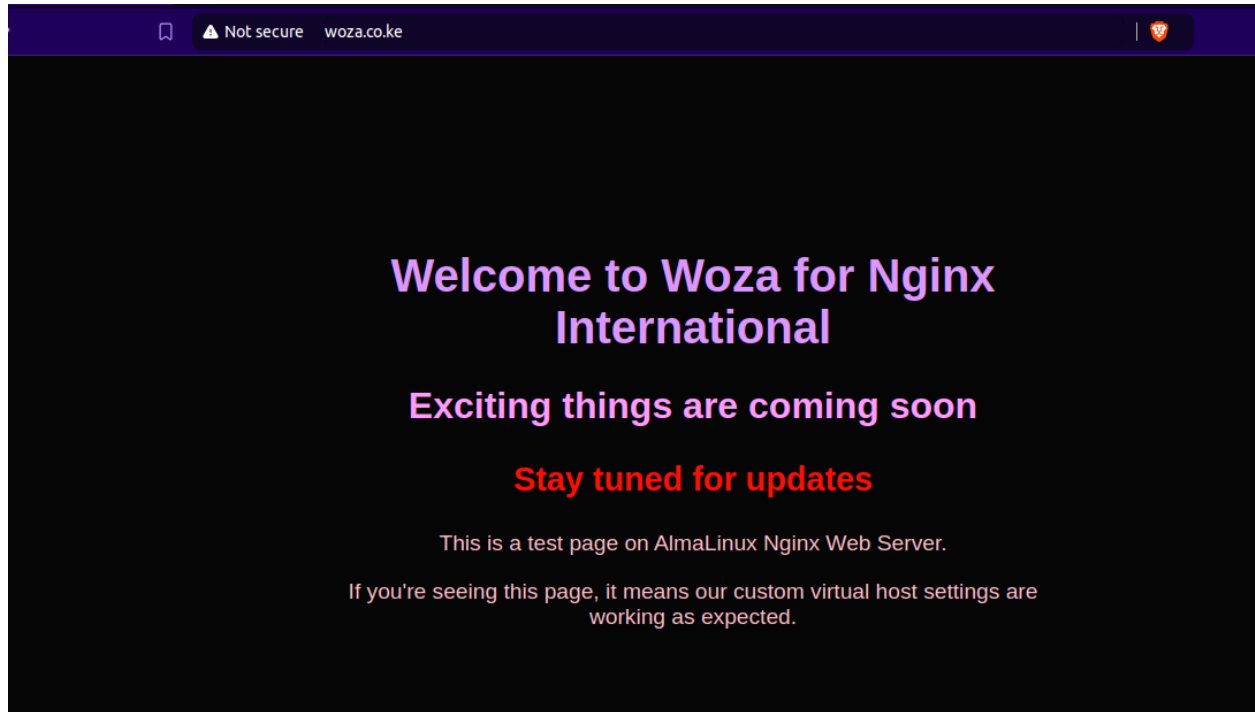 Not secure woza.co.ke
Welcome to Woza for Nginx
International
Exciting things are coming soon
Stay tuned for updates
This is a test page on AlmaLinux Nginx Web Server.
If you're seeing this page, it means our custom virtual host settings are
working as expected.